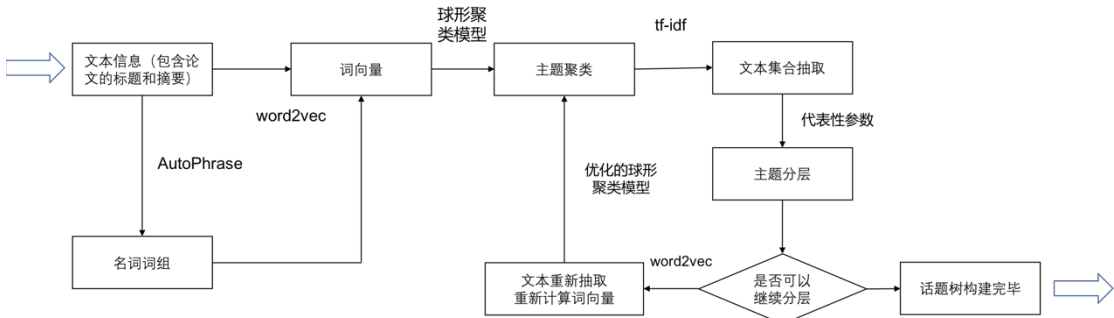 球形聚
类模型
tf-idf
文本信息（包含论
文的标题和摘要）
词向量
主题聚类
文本集合抽取
word2vec
代表性参数
AutoPhrase
优化的球形
聚类模型
主题分层
名词词组
word2vec
文本重新抽取
重新计算词向量
是否可以
继续分层
话题树构建完毕